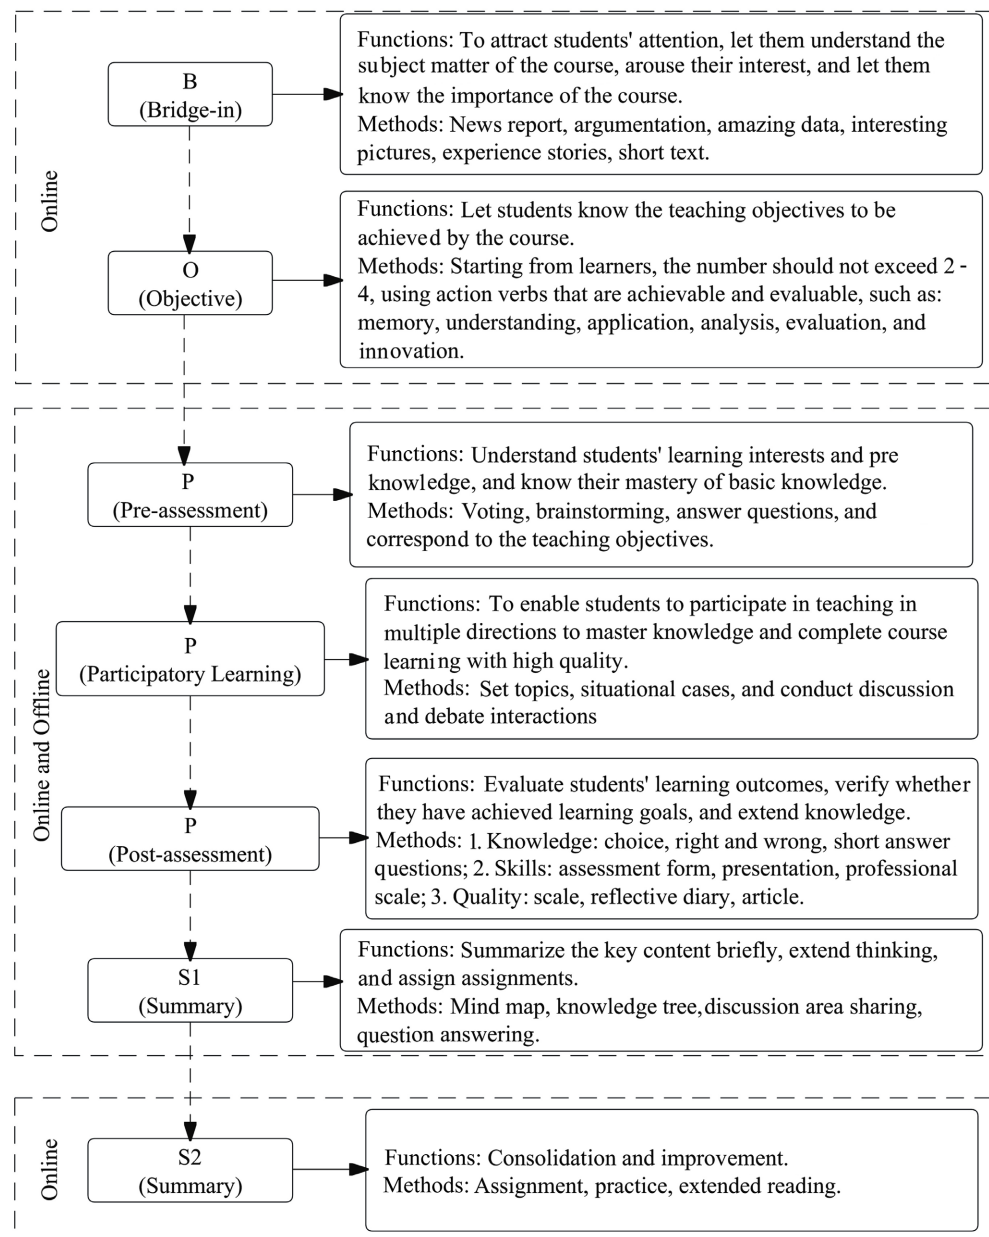 Online
B
(Bridge-in)
Functions: To attract students' attention, let them understand the
subject matter of the course, arouse their interest, and let them
know the importance of the course.
Methods: News report, argumentation, amazing data, interesting
pictures, experience stories, short text.
O
(Objective)
Functions: Let students know the teaching objectives to be
achieved by the course.
Methods: Starting from learners, the number should not exceed 2 -
4, using action verbs that are achievable and evaluable, such as:
memory, understanding, application, analysis, evaluation, and
innovation.
Online and Offline
P
(Pre-assessment)
Functions: Understand students' learning interests and pre
knowledge, and know their mastery of basic knowledge.
Methods: Voting, brainstorming, answer questions, and
correspond to the teaching objectives.
P
(Participatory Learning)
Functions: To enable students to participate in teaching in
multiple directions to master knowledge and complete course
learning with high quality.
Methods: Set topics, situational cases, and conduct discussion
and debate interactions
P
(Post-assessment)
Functions: Evaluate students' learning outcomes, verify whether
they have achieved learning goals, and extend knowledge.
Methods: 1. Knowledge: choice, right and wrong, short answer
questions; 2. Skills: assessment form, presentation, professional
scale; 3. Quality: scale, reflective diary, article.
S1
(Summary)
Functions: Summarize the key content briefly, extend thinking,
and assign assignments.
Methods: Mind map, knowledge tree, discussion area sharing,
question answering.
Online
S2
(Summary)
Functions: Consolidation and improvement.
Methods: Assignment, practice, extended reading.